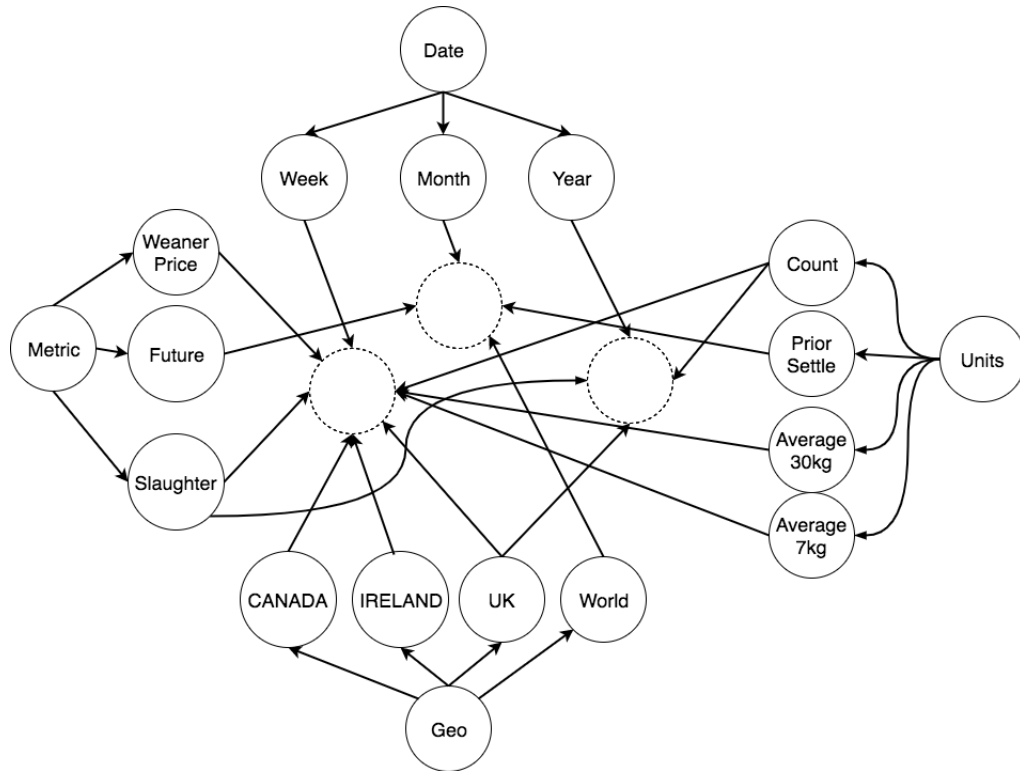 Date
Week
Month
Year
Weaner
Price
Count
Metric
Future
Prior
Settle
Units
Average
30kg
Slaughter
Average
7kg
CANADA
IRELAND
UK
World
Geo